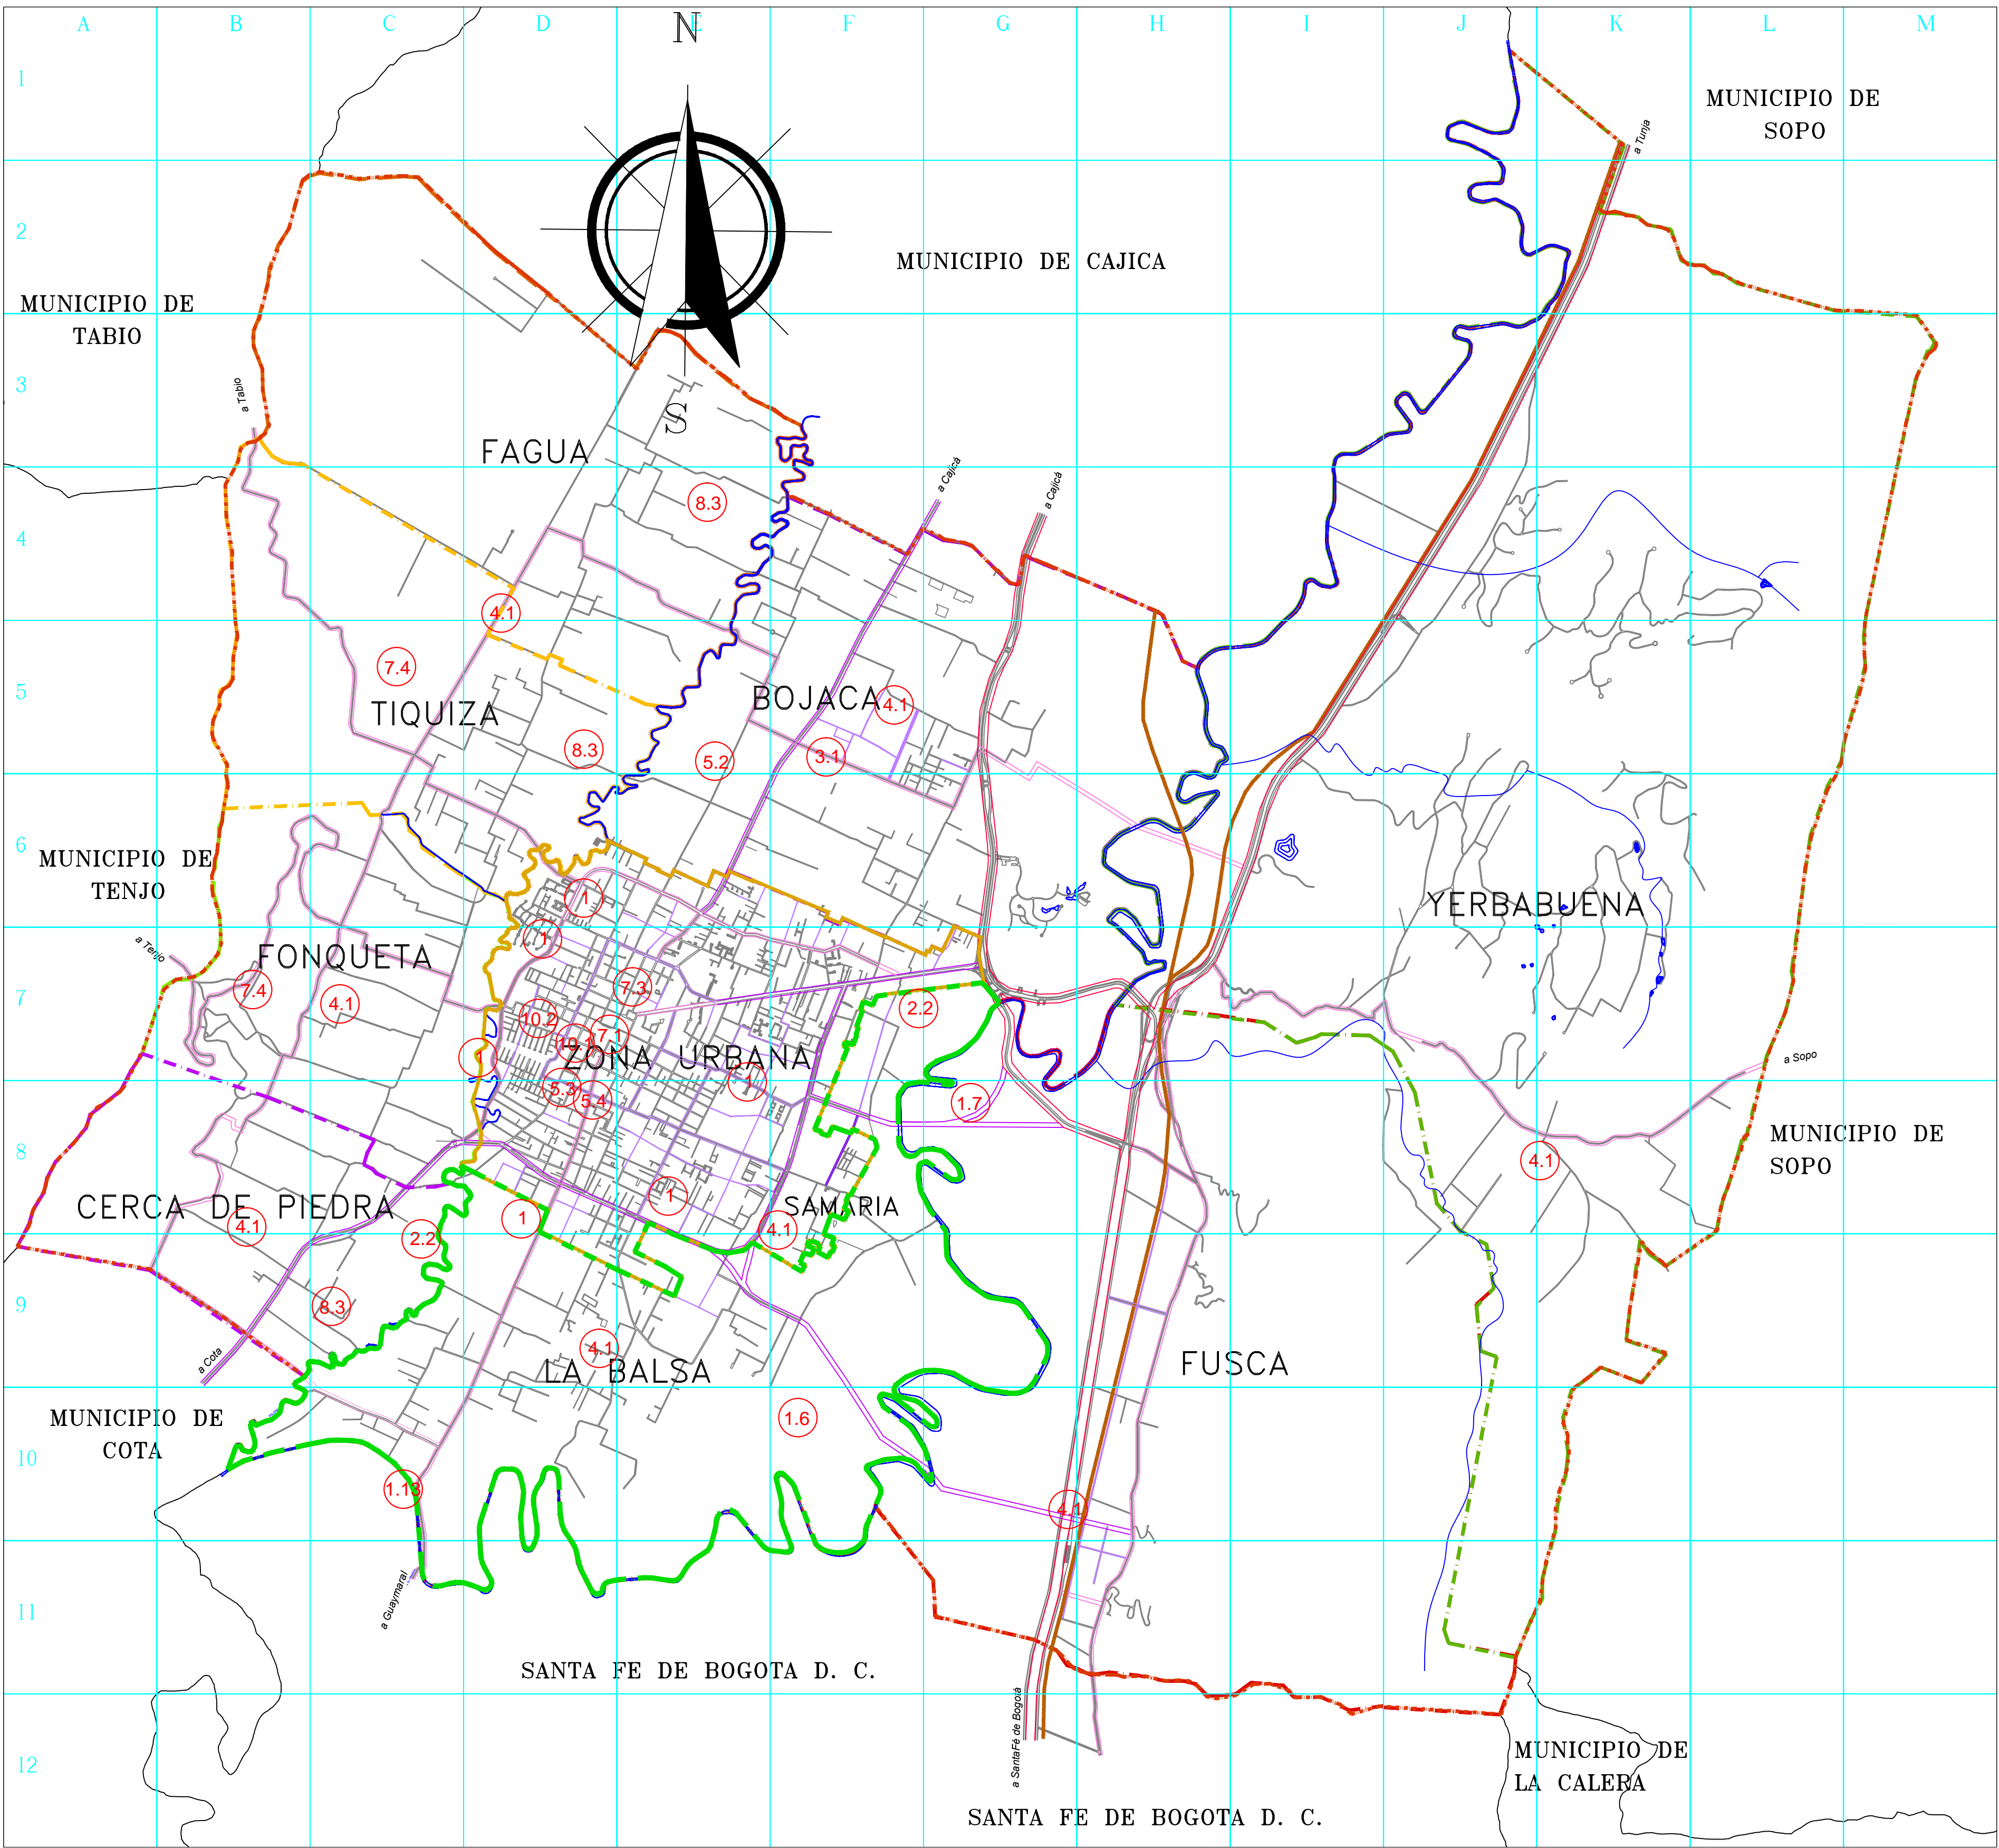 A B C D E F G H I J K L M
N
1
MUNICIPIO DE
SOPO
a Tunja
2
MUNICIPIO DE CAJICA
MUNICIPIO DE
TABIO
3
a Tabio
S
FAGUA
a Cajicá
a Cajicá
8.3
4
4.1
7.4
5
TIQUIZA
BOJACA
4.1
8.3
5.2
3.1
6
MUNICIPIO DE
TENJO
1
YERBABUENA
1
a Tenjo
FONQUETA
7.4
4.1
7
7.3
2.2
10.2
7.1
1
ZONA URBANA
a Sopo
1
5.3
5.4
1.7
8
MUNICIPIO DE
SOPO
4.1
CERCA DE PIEDRA
4.1
2.2
1
1
SAMARIA
4.1
9
8.3
a Cota
4.1
LA BALSA
FUSCA
MUNICIPIO DE
COTA
1.6
10
1.13
4.1
11
a Guaymaral
SANTA FE DE BOGOTA D. C.
a SantaFé de Bogotá
12
MUNICIPIO DE
LA CALERA
SANTA FE DE BOGOTA D. C.